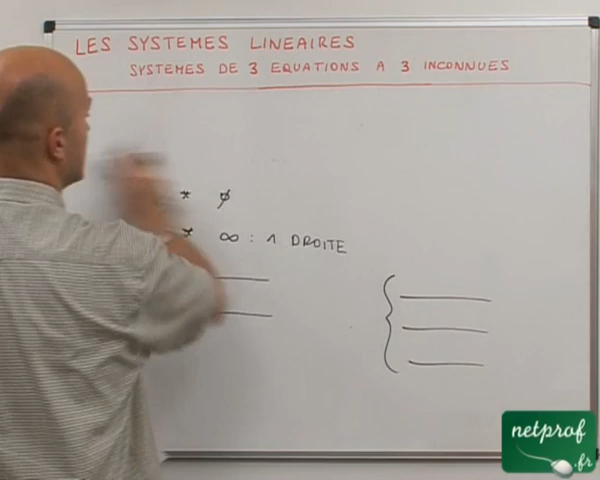 LES SYSTEMES LINEAIRES
SYSTEMES DE 3 EQUATIONS A 3 INCONNUES
* ∅
* ∞ : 1 DROITE
netprof
.fr